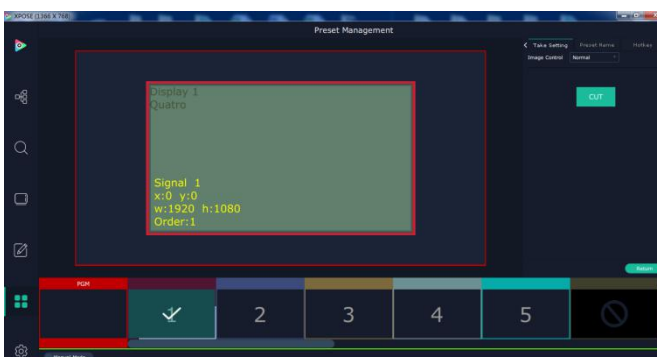 XPOSE (1366 X 768)
Preset Management
Take Setting Preset Name Hotkey
Image Control Normal
CUT
Display 1
Quatro
Signal 1
x:0 y:0
w:1920 h:1080
Order:1
Return
PGM
1 2 3 4 5